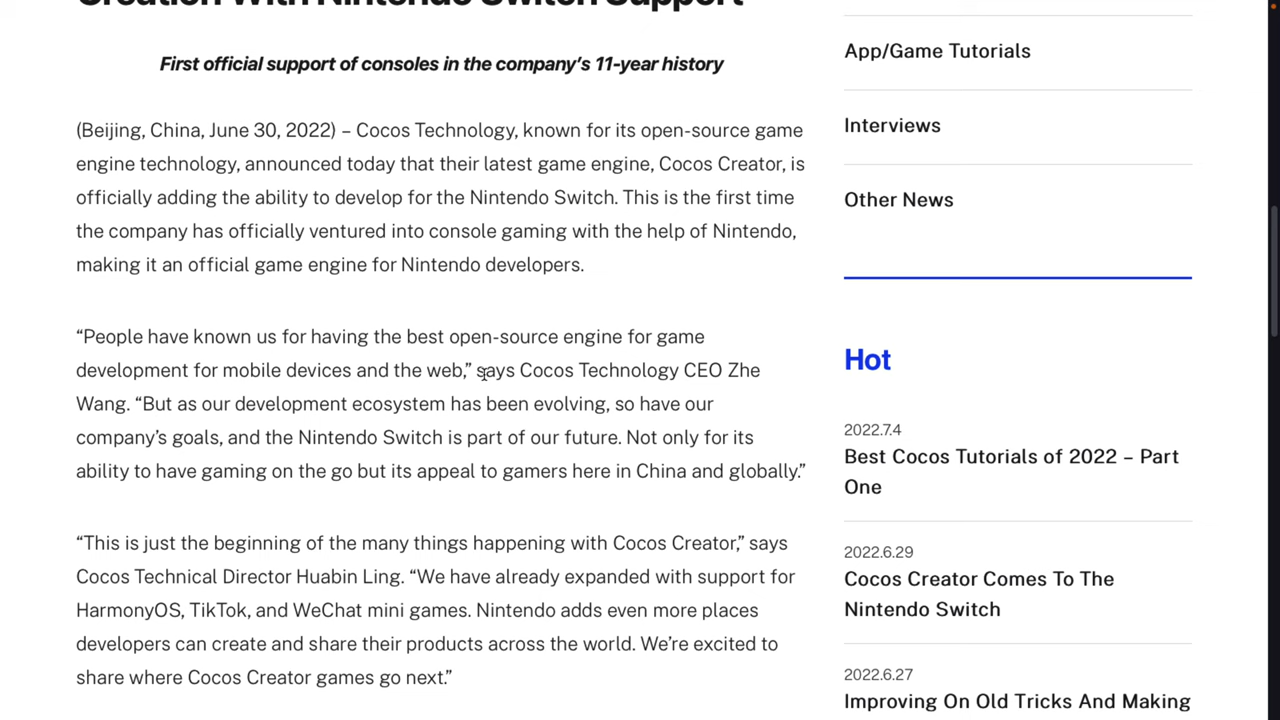 Creation With Nintendo Switch Support
First official support of consoles in the company's 11-year history
(Beijing, China, June 30, 2022) – Cocos Technology, known for its open-source game
engine technology, announced today that their latest game engine, Cocos Creator, is
officially adding the ability to develop for the Nintendo Switch. This is the first time
the company has officially ventured into console gaming with the help of Nintendo,
making it an official game engine for Nintendo developers.
“People have known us for having the best open-source engine for game
development for mobile devices and the web,” says Cocos Technology CEO Zhe
Wang. “But as our development ecosystem has been evolving, so have our
company’s goals, and the Nintendo Switch is part of our future. Not only for its
ability to have gaming on the go but its appeal to gamers here in China and globally.”
“This is just the beginning of the many things happening with Cocos Creator,” says
Cocos Technical Director Huabin Ling. “We have already expanded with support for
HarmonyOS, TikTok, and WeChat mini games. Nintendo adds even more places
developers can create and share their products across the world. We’re excited to
share where Cocos Creator games go next.”
App/Game Tutorials
Interviews
Other News
Hot
2022.7.4
Best Cocos Tutorials of 2022 – Part
One
2022.6.29
Cocos Creator Comes To The
Nintendo Switch
2022.6.27
Improving On Old Tricks And Making